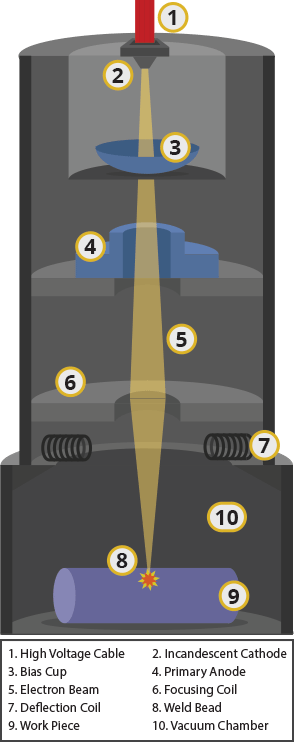 1
2
3
4
5
6
7
10
8
9
1. High Voltage Cable 2. Incandescent Cathode
3. Bias Cup 4. Primary Anode
5. Electron Beam 6. Focusing Coil
7. Deflection Coil 8. Weld Bead
9. Work Piece 10. Vacuum Chamber